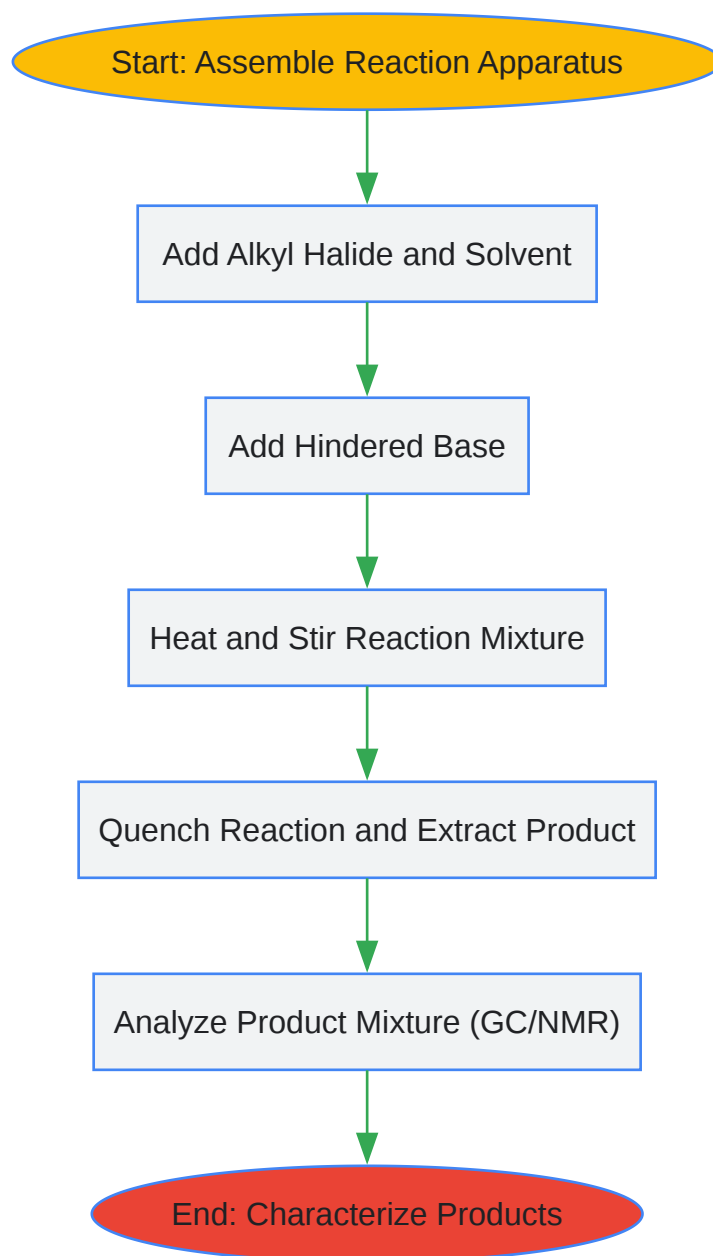 Start: Assemble Reaction Apparatus
Add Alkyl Halide and Solvent
Add Hindered Base
Heat and Stir Reaction Mixture
Quench Reaction and Extract Product
Analyze Product Mixture (GC/NMR)
End: Characterize Products